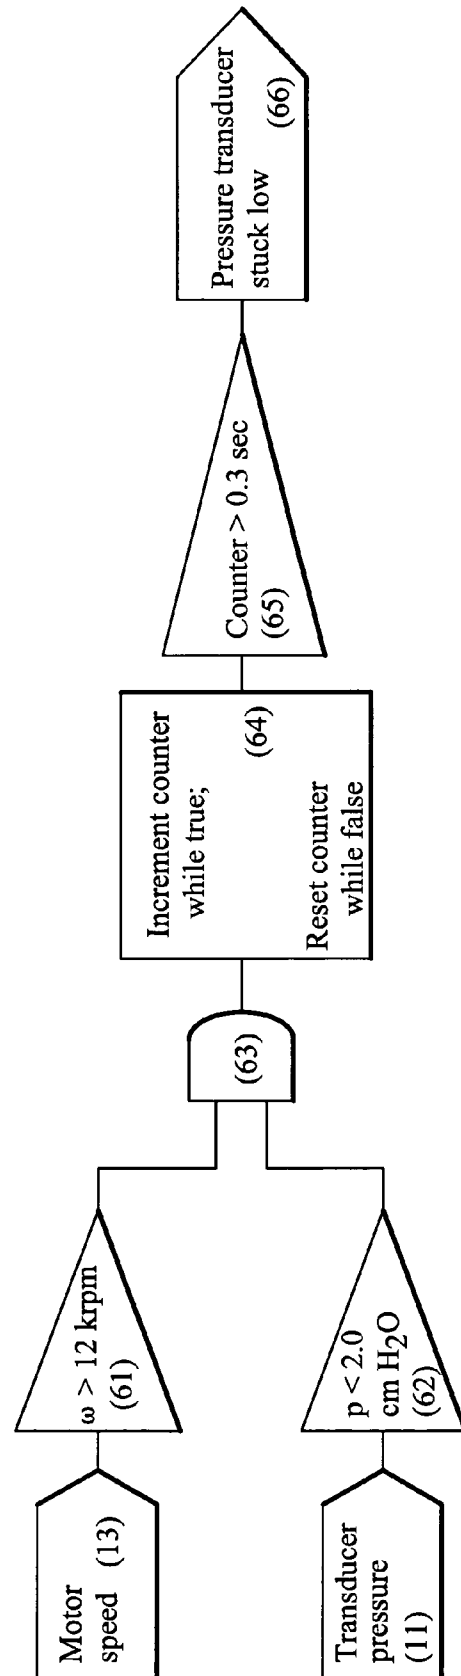 Motor
speed (13)
ω > 12 krpm
(61)
Transducer
pressure
(11)
p < 2.0
cm H₂O
(62)
(63)
Increment counter
while true;
(64)
Reset counter
while false
Counter > 0.3 sec
(65)
Pressure transducer
stuck low
(66)